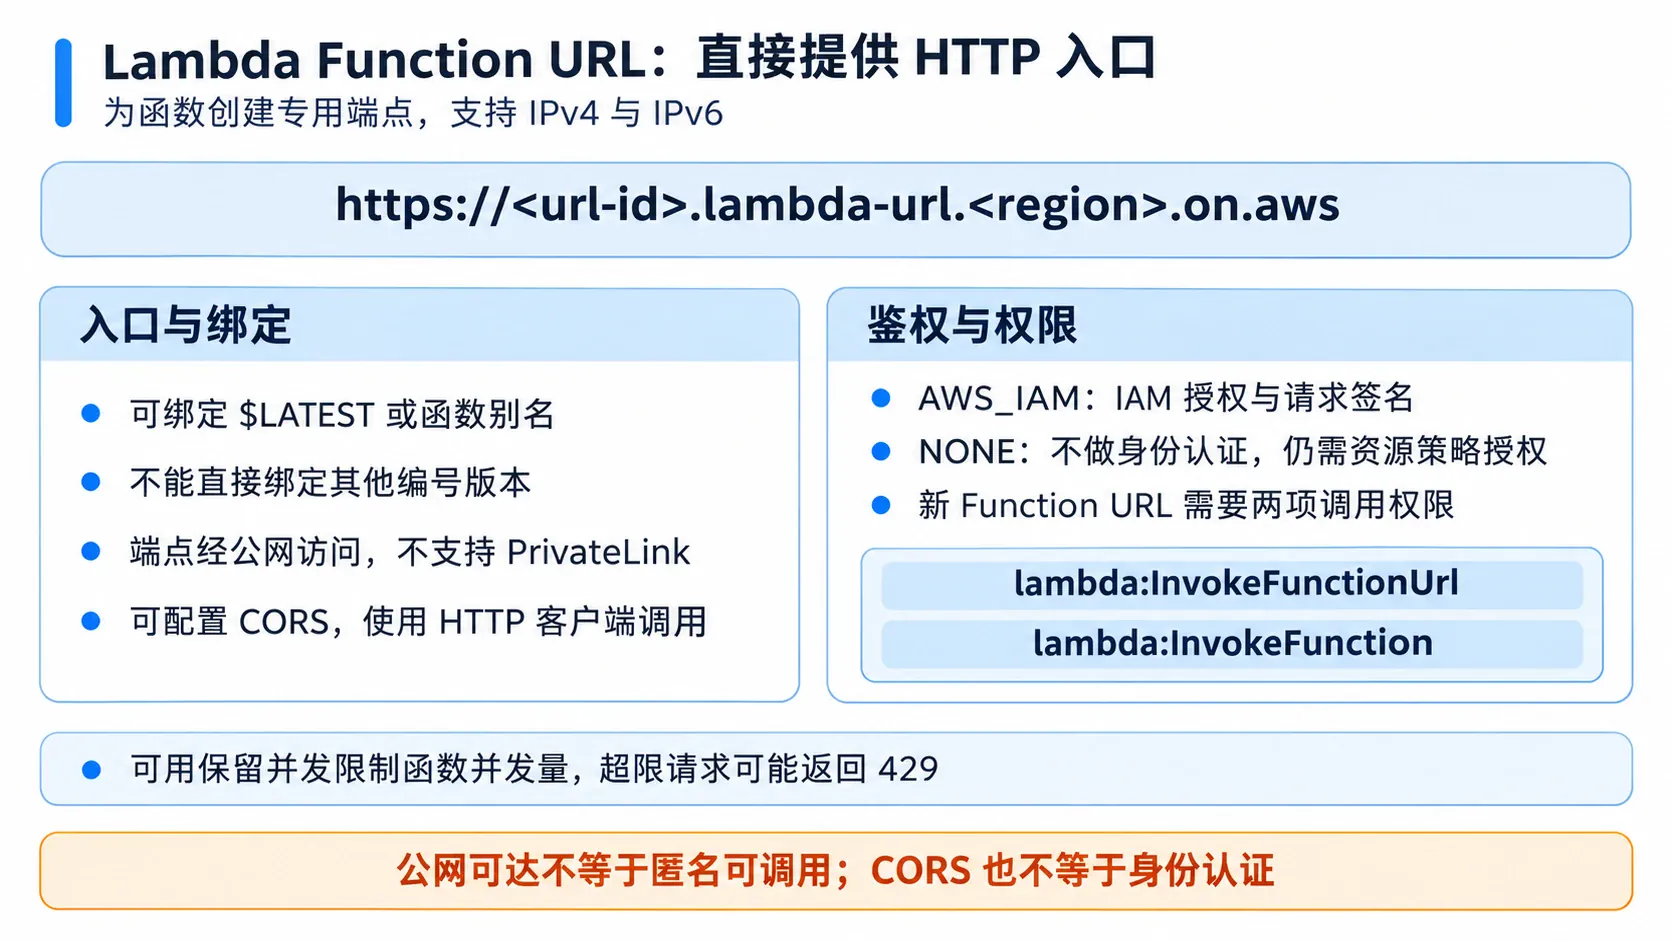 Lambda Function URL：直接提供 HTTP 入口
为函数创建专用端点，支持 IPv4 与 IPv6
https://<url-id>.lambda-url.<region>.on.aws
入口与绑定
可绑定 $LATEST 或函数别名
不能直接绑定其他编号版本
端点经公网访问，不支持 PrivateLink
可配置 CORS，使用 HTTP 客户端调用
鉴权与权限
AWS_IAM：IAM 授权与请求签名
NONE：不做身份认证，仍需资源策略授权
新 Function URL 需要两项调用权限
lambda:InvokeFunctionUrl
lambda:InvokeFunction
可用保留并发限制函数并发量，超限请求可能返回 429
公网可达不等于匿名可调用；CORS 也不等于身份认证